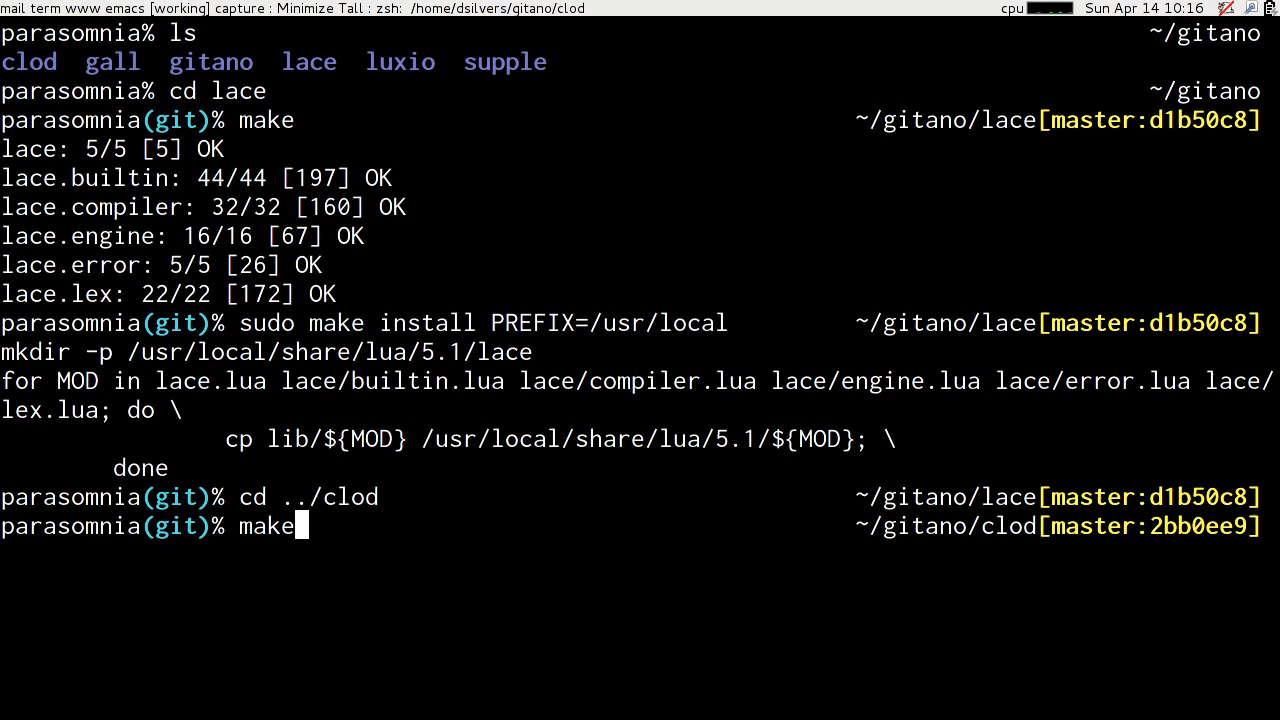 mail term www emacs [working] capture : Minimize Tall : zsh: /home/dsilvers/gitano/clod cpu Sun Apr 14 10:16
parasomnia% ls ~/gitano
clod gall gitano lace luxio supple
parasomnia% cd lace ~/gitano
parasomnia(git)% make ~/gitano/lace[master:d1b50c8]
lace: 5/5 [5] OK
lace.builtin: 44/44 [197] OK
lace.compiler: 32/32 [160] OK
lace.engine: 16/16 [67] OK
lace.error: 5/5 [26] OK
lace.lex: 22/22 [172] OK
parasomnia(git)% sudo make install PREFIX=/usr/local ~/gitano/lace[master:d1b50c8]
mkdir -p /usr/local/share/lua/5.1/lace
for MOD in lace.lua lace/builtin.lua lace/compiler.lua lace/engine.lua lace/error.lua lace/
lex.lua; do \
cp lib/${MOD} /usr/local/share/lua/5.1/${MOD}; \
done
parasomnia(git)% cd ../clod ~/gitano/lace[master:d1b50c8]
parasomnia(git)% make ~/gitano/clod[master:2bb0ee9]